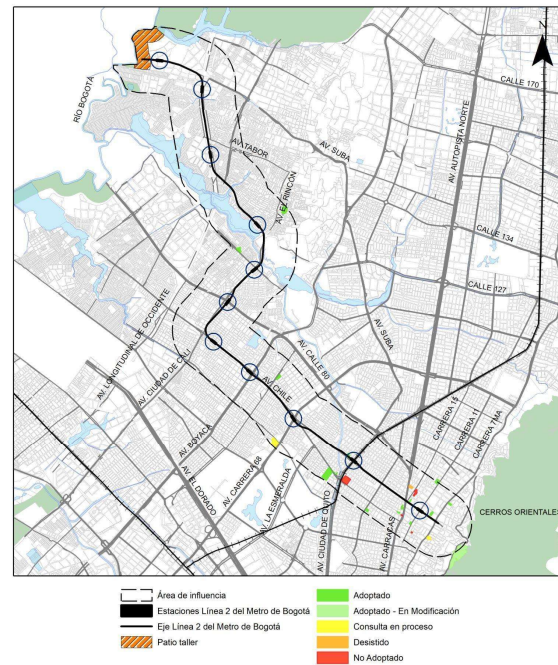 N
CALLE 170
RÍO BOGOTÁ
AV. AUTOPISTA NORTE
AV. TABOR
AV. SUBA
AV. EL RINCÓN
CALLE 134
CALLE 127
AV. LONGITUDINAL DE OCCIDENTE
AV. CIUDAD DE CALI
AV. CALLE 80
AV. SUBA
AV. CHILE
CARRERA 15
CARRERA 11
CARRERA 7MA
AV. BOYACA
AV. ELDORADO
AV. CARRERA 68
AV. LA ESMERALDA
AV. CIUDAD DE QUITO
AV. CARACAS
CERROS ORIENTALES
Área de influencia
Estaciones Línea 2 del Metro de Bogotá
Eje Línea 2 del Metro de Bogotá
Patio taller
Adoptado
Adoptado - En Modificación
Consulta en proceso
Desistido
No Adoptado